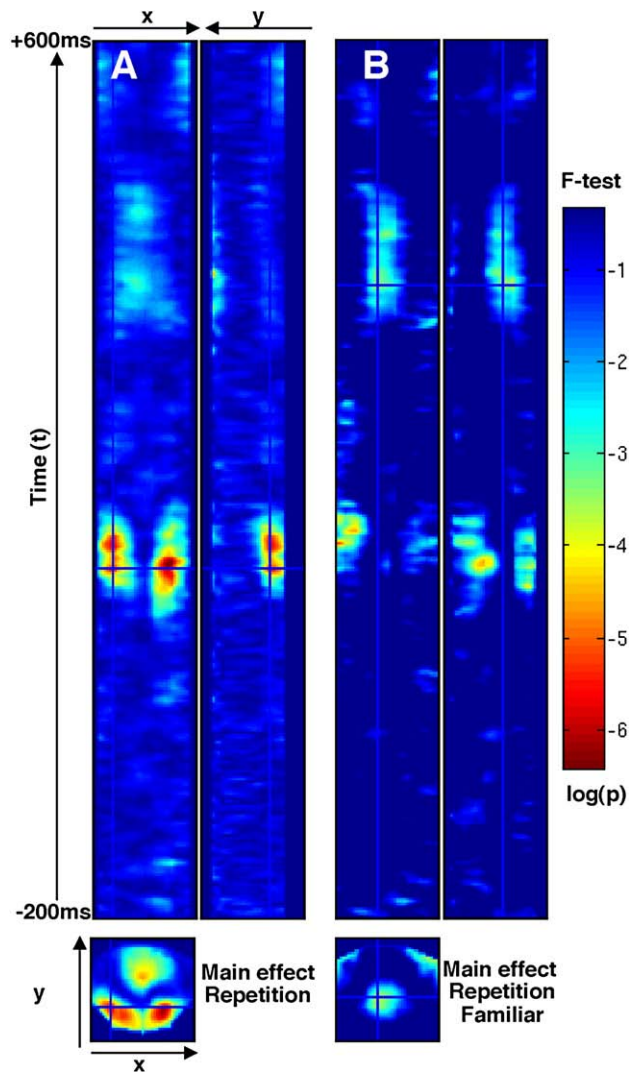 x
y
+600ms
A
B
F-test
-1
-2
-3
-4
-5
-6
log(p)
Time (t)
-200ms
y
x
Main effect
Repetition
Main effect
Repetition
Familiar